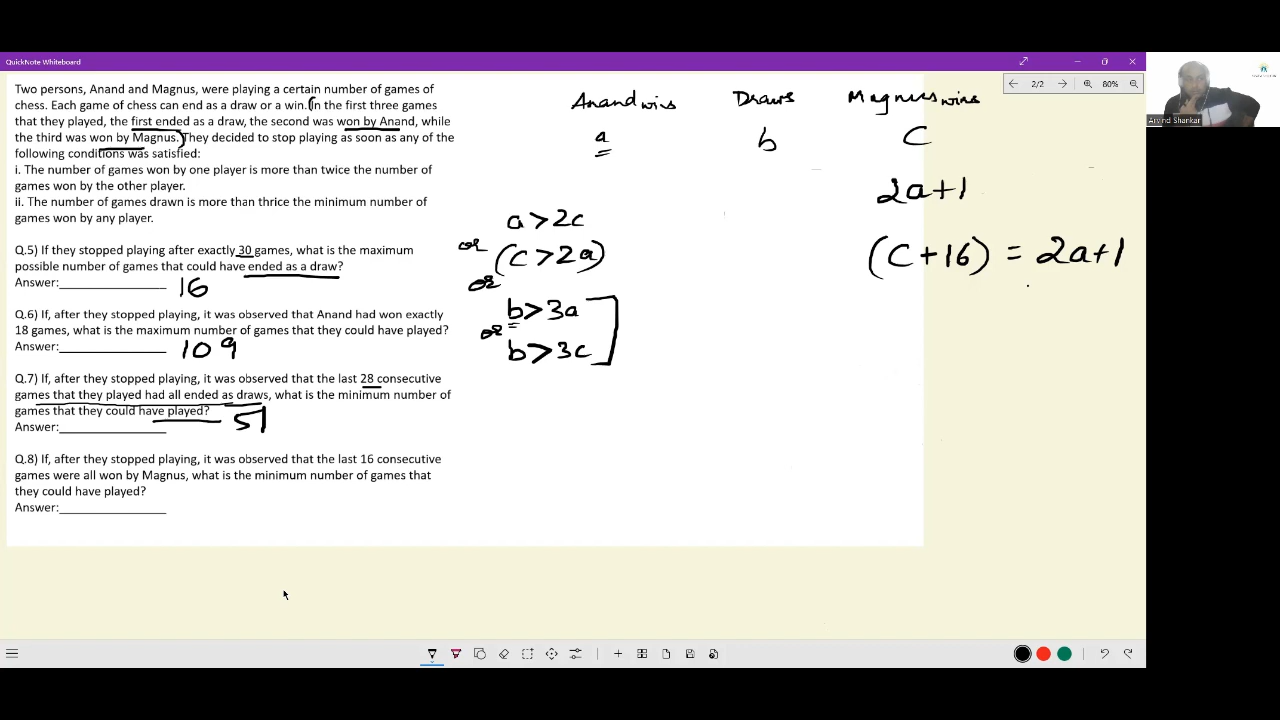 QuickNote Whiteboard
2/2
80%
Arvind Shankar
Two persons, Anand and Magnus, were playing a certain number of games of
chess. Each game of chess can end as a draw or a win. In the first three games
that they played, the first ended as a draw, the second was won by Anand, while
the third was won by Magnus. They decided to stop playing as soon as any of the
following conditions was satisfied:
i. The number of games won by one player is more than twice the number of
games won by the other player.
ii. The number of games drawn is more than thrice the minimum number of
games won by any player.
Q.5) If they stopped playing after exactly 30 games, what is the maximum
possible number of games that could have ended as a draw?
Answer:________________ 16
Q.6) If, after they stopped playing, it was observed that Anand had won exactly
18 games, what is the maximum number of games that they could have played?
Answer:________________ 109
Q.7) If, after they stopped playing, it was observed that the last 28 consecutive
games that they played had all ended as draws, what is the minimum number of
games that they could have played? 51
Answer:________________
Q.8) If, after they stopped playing, it was observed that the last 16 consecutive
games were all won by Magnus, what is the minimum number of games that
they could have played?
Answer:________________
Anand wins Draws Magnus wins
a b C
2a+1
a > 2c
or (c > 2a)
or
b > 3a
or
b > 3c
(C+16) = 2a+1